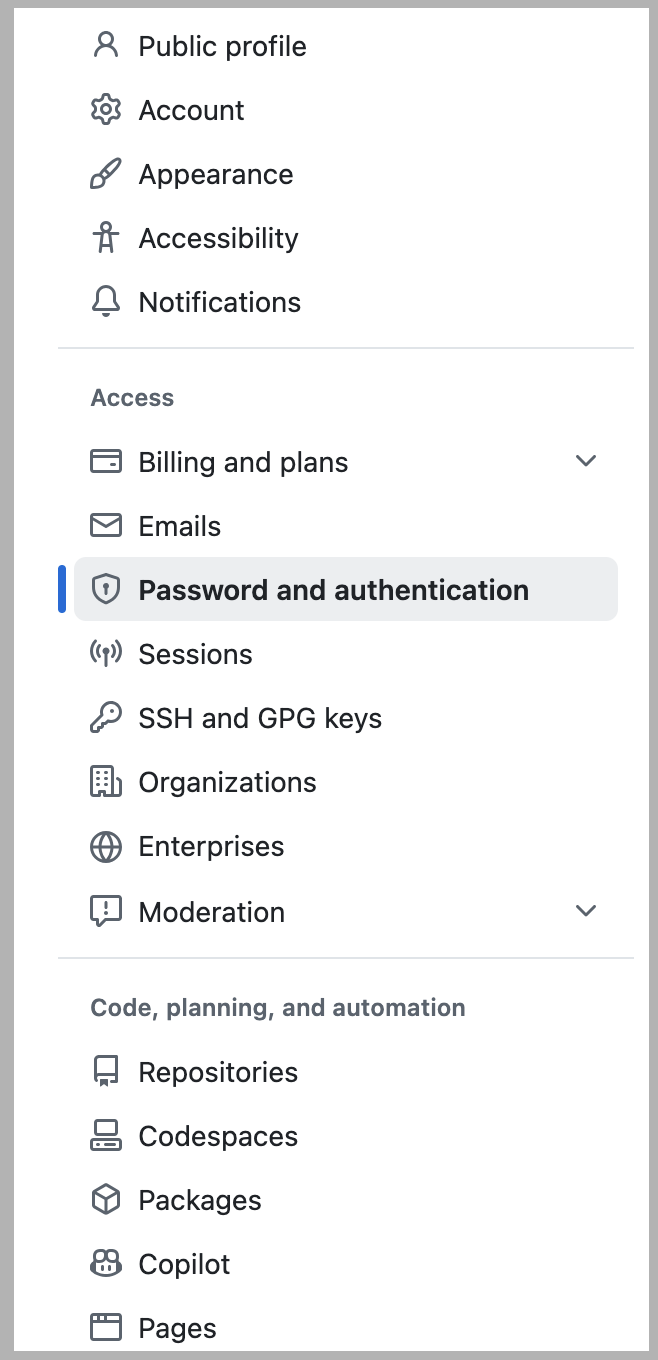 Public profile
Account
Appearance
Accessibility
Notifications
Access
Billing and plans
Emails
Password and authentication
Sessions
SSH and GPG keys
Organizations
Enterprises
Moderation
Code, planning, and automation
Repositories
Codespaces
Packages
Copilot
Pages